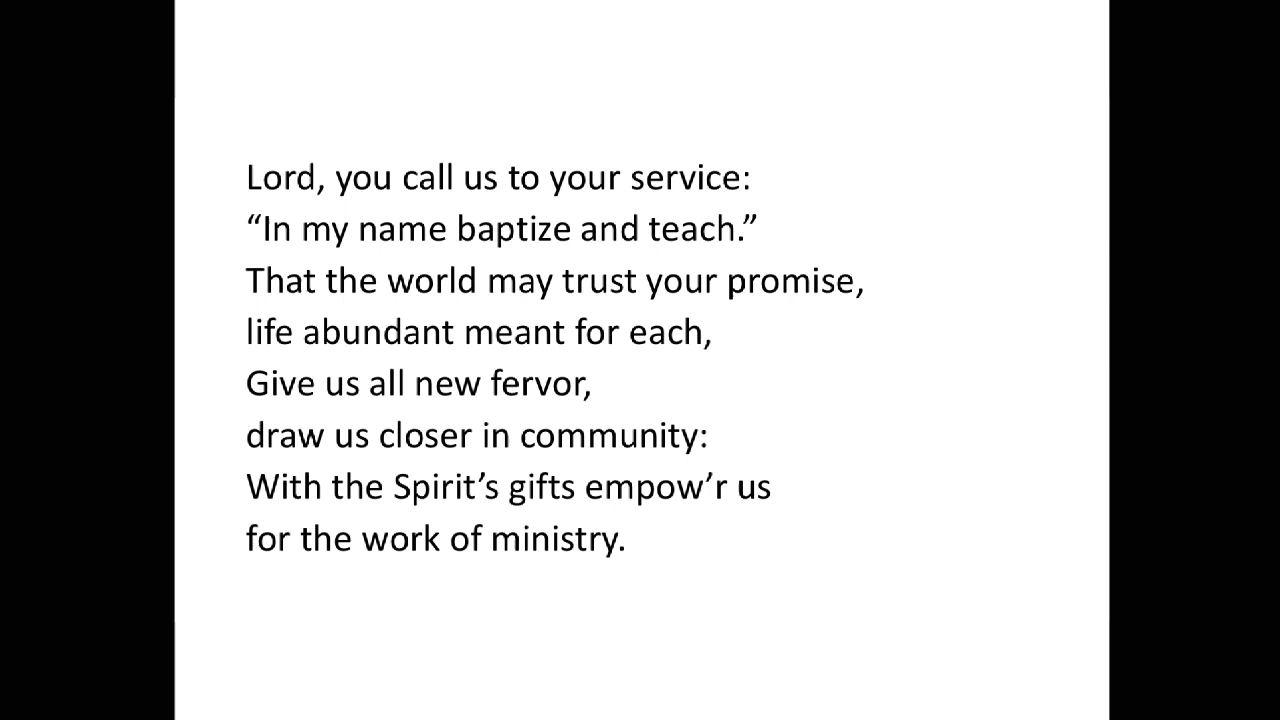 Lord, you call us to your service:
“In my name baptize and teach.”
That the world may trust your promise,
life abundant meant for each,
Give us all new fervor,
draw us closer in community:
With the Spirit’s gifts empow’r us
for the work of ministry.